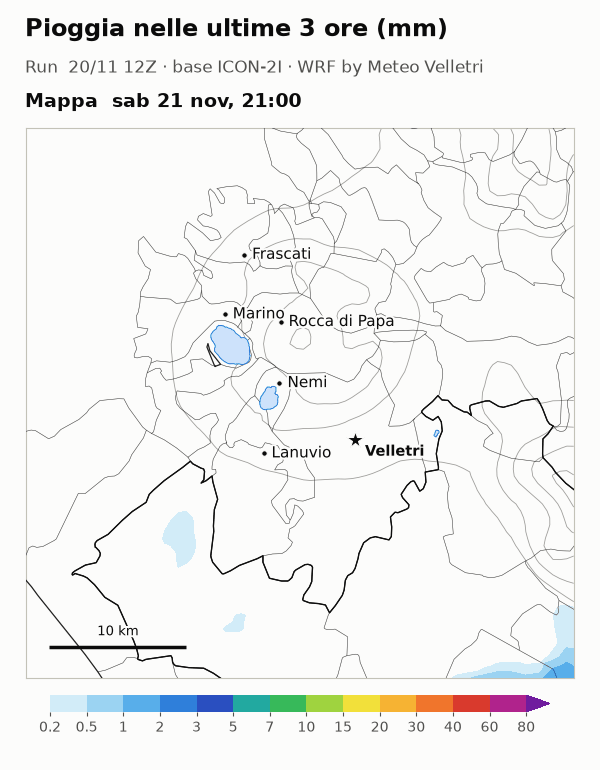 Pioggia nelle ultime 3 ore (mm)
Run 20/11 12Z · base ICON-2I · WRF by Meteo Velletri
Mappa sab 21 nov, 21:00
Frascati
Marino
Rocca di Papa
Nemi
Velletri
Lanuvio
10 km
0.2 0.5 1 2 3 5 7 10 15 20 30 40 60 80